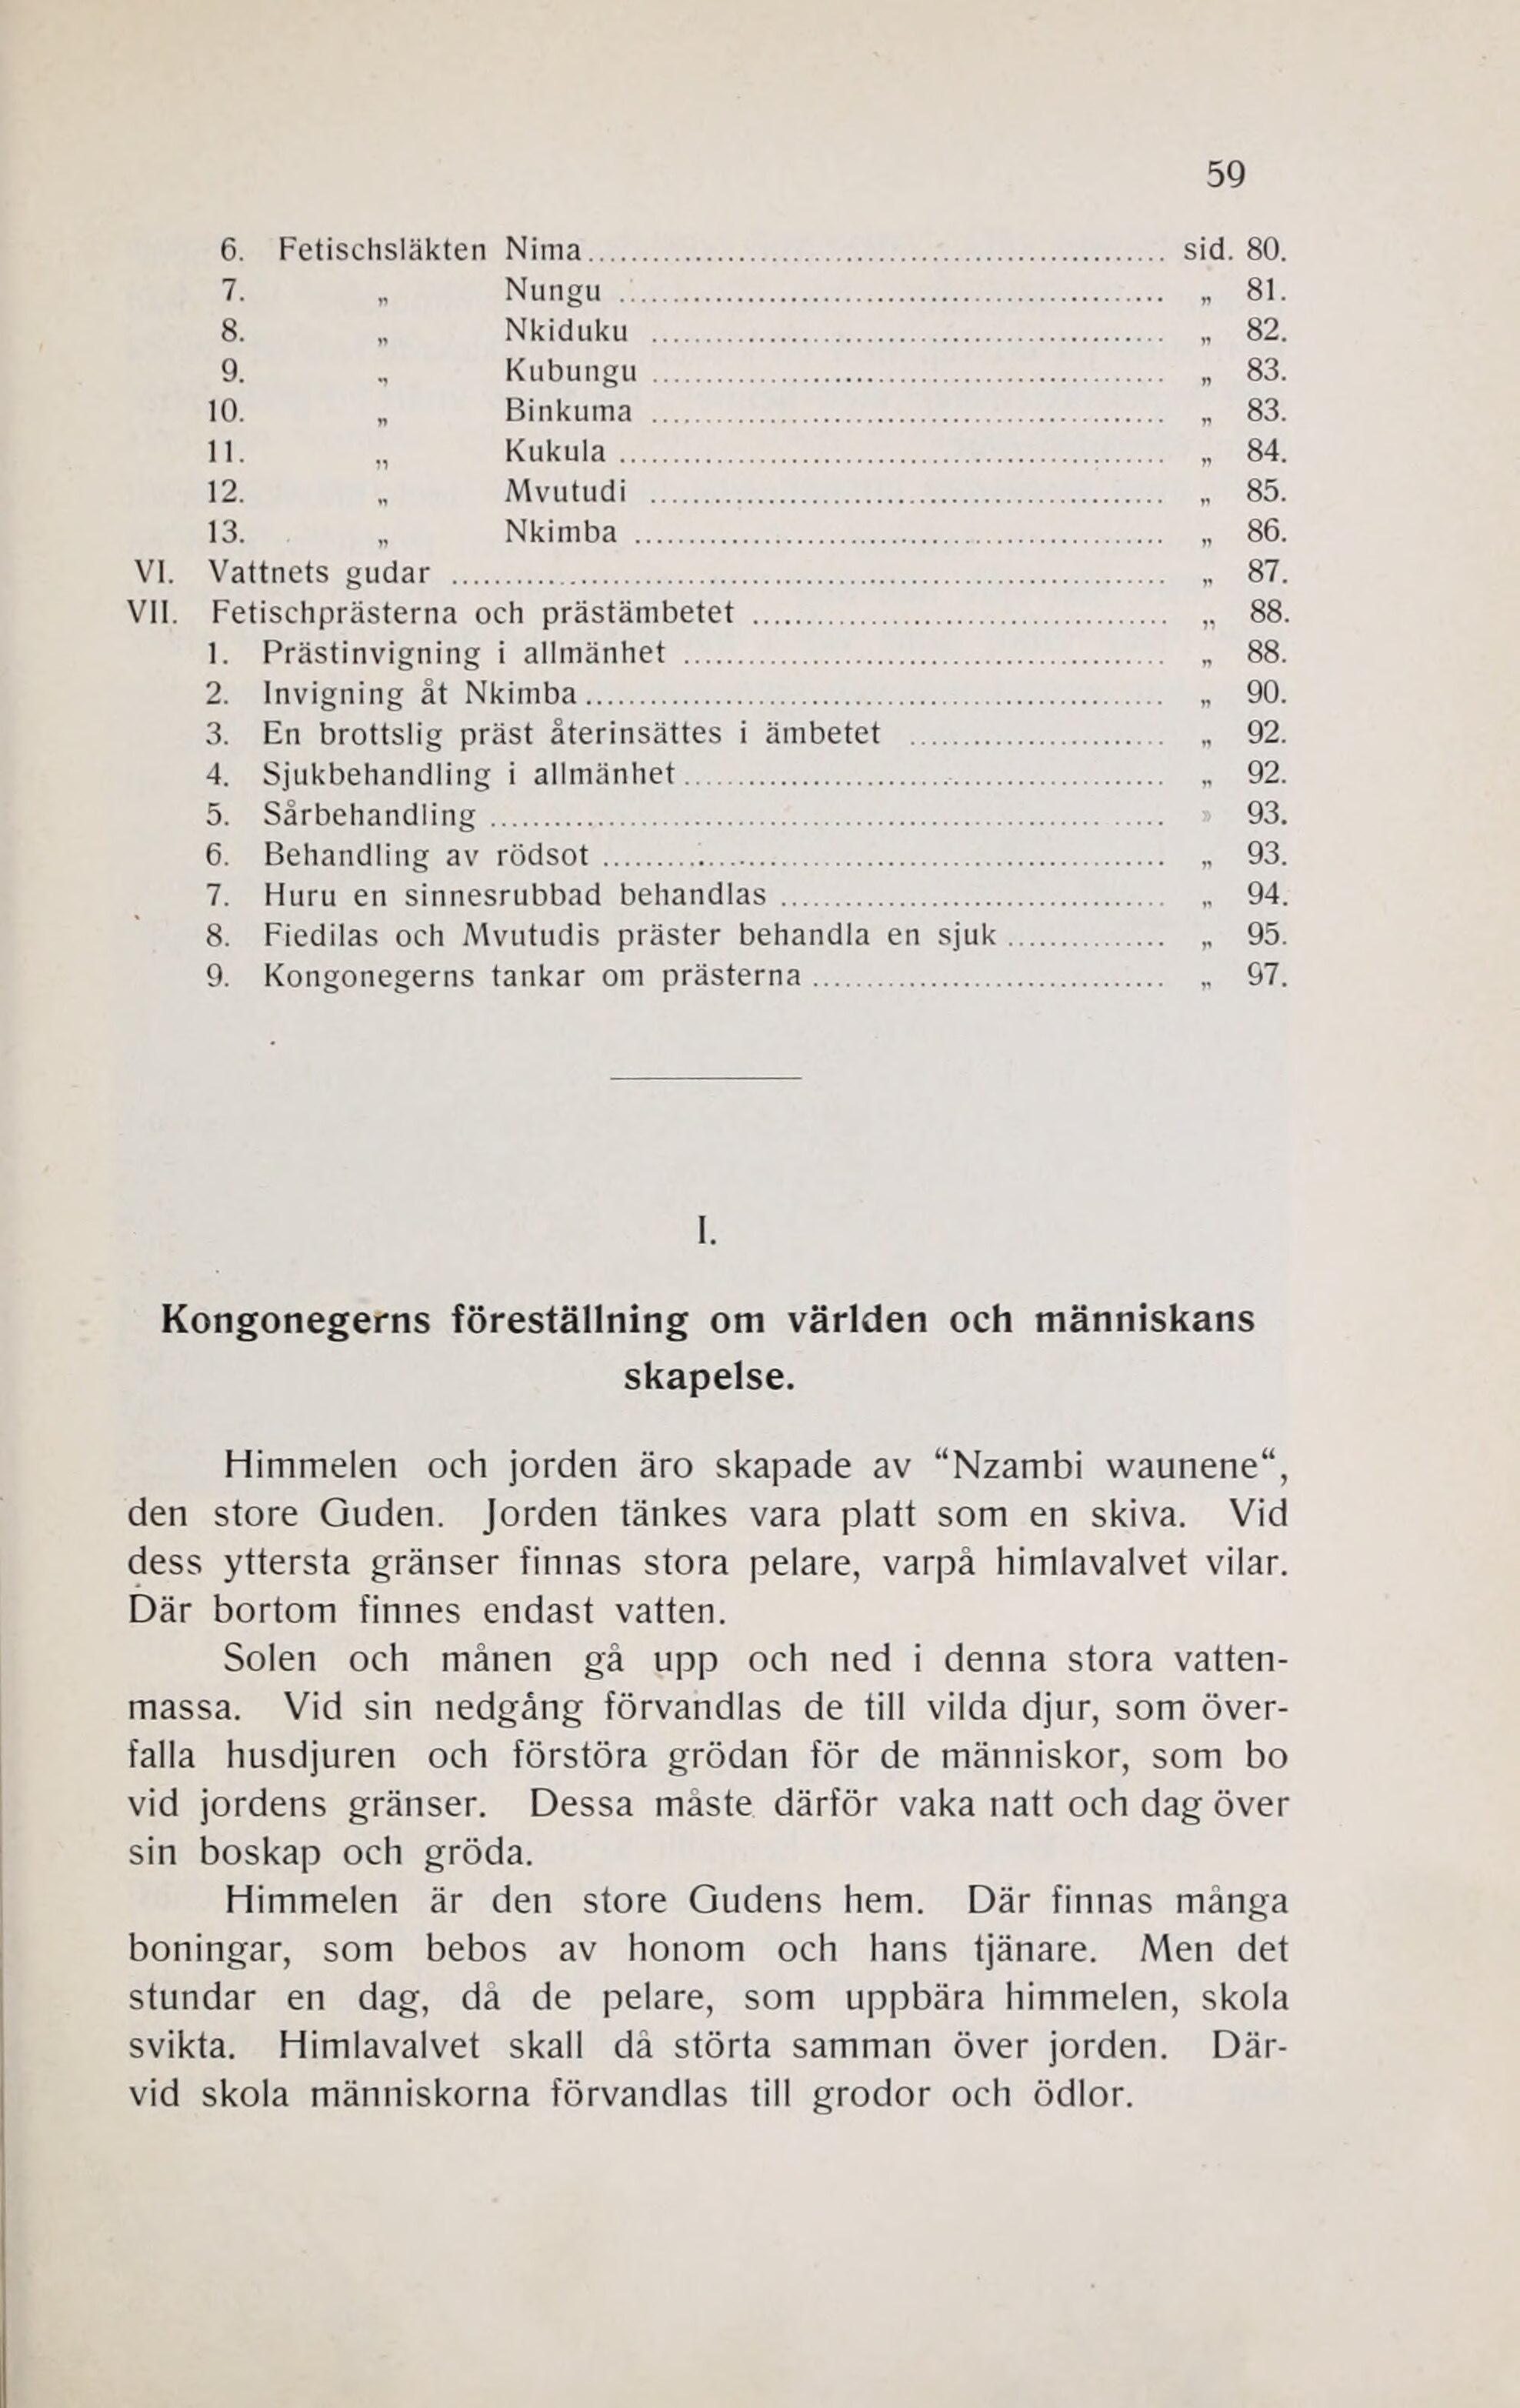 59
6. Fetischsläkten Nima........................................ sid. 80.
7. „ Nungu ........................................ „ 81.
8. „ Nkiduku ........................................ „ 82.
9. „ Kubungu ........................................ „ 83.
10. „ Binkuma ........................................ „ 83.
11. „ Kukula ........................................ „ 84.
12. „ Mvutudi ........................................ „ 85.
13. „ Nkimba ........................................ „ 86.
VI. Vattnets gudar ........................................ „ 87.
VII. Fetischprästerna och prästämbetet ........................................ „ 88.
1. Prästinvigning i allmänhet ........................................ „ 88.
2. Invigning åt Nkimba ........................................ „ 90.
3. En brottslig präst återinsättes i ämbetet ........................ „ 92.
4. Sjukbehandling i allmänhet ........................................ „ 92.
5. Sårbehandling ........................................ » 93.
6. Behandling av rödsot ........................................ „ 93.
7. Huru en sinnesrubbad behandlas ........................................ „ 94.
8. Fiedilas och Mvutudis präster behandla en sjuk ............... „ 95.
9. Kongonegerns tankar om prästerna .................................. „ 97.
I.
Kongonegerns föreställning om världen och människans
skapelse.
Himmelen och jorden äro skapade av “Nzambi waunene“,
den store Guden. Jorden tänkes vara platt som en skiva. Vid
dess yttersta gränser finnas stora pelare, varpå himlavalvet vilar.
Där bortom finnes endast vatten.
Solen och månen gå upp och ned i denna stora vatten-
massa. Vid sin nedgång förvandlas de till vilda djur, som över-
falla husdjuren och förstöra grödan för de människor, som bo
vid jordens gränser. Dessa måste därför vaka natt och dag över
sin boskap och gröda.
Himmelen är den store Gudens hem. Där finnas många
boningar, som bebos av honom och hans tjänare. Men det
stundar en dag, då de pelare, som uppbära himmelen, skola
svikta. Himlavalvet skall då störta samman över jorden. Där-
vid skola människorna förvandlas till grodor och ödlor.